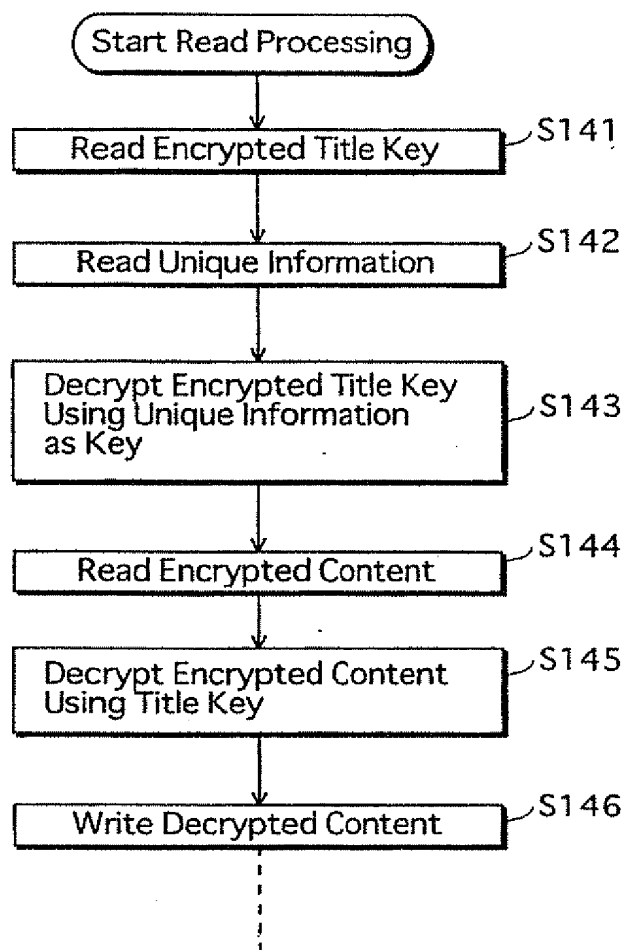 Start Read Processing
Read Encrypted Title Key
S141
Read Unique Information
S142
Decrypt Encrypted Title Key
Using Unique Information
as Key
S143
Read Encrypted Content
S144
Decrypt Encrypted Content
Using Title Key
S145
Write Decrypted Content
S146